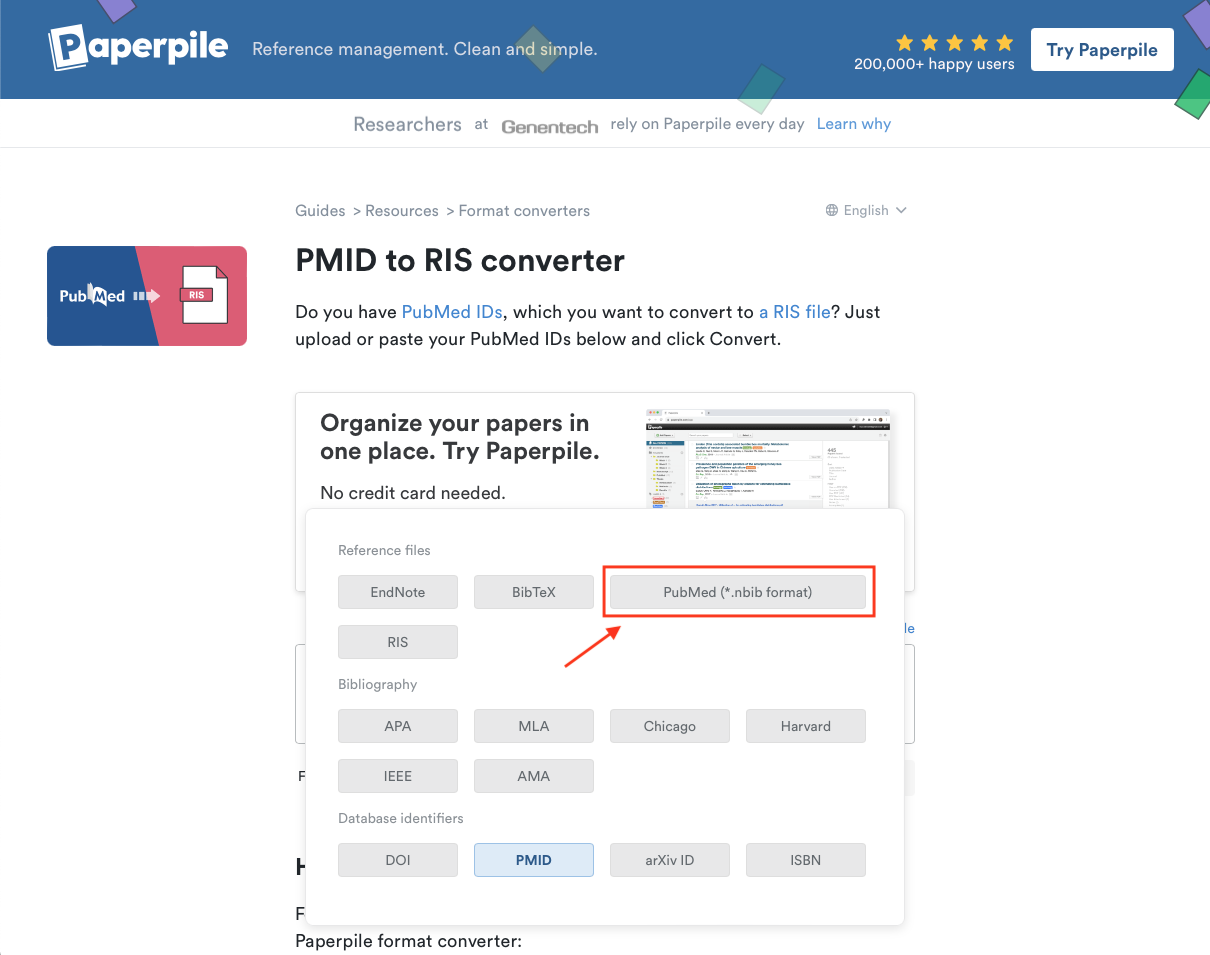 Paperpile
Reference management. Clean and simple.
200,000+ happy users
Try Paperpile
Researchers at Genentech rely on Paperpile every day Learn why
Guides > Resources > Format converters
English
PMID to RIS converter
PubMed
RIS
Do you have PubMed IDs, which you want to convert to a RIS file? Just
upload or paste your PubMed IDs below and click Convert.
Organize your papers in
one place. Try Paperpile.
No credit card needed.
Reference files
EndNote
BibTeX
PubMed (*.nbib format)
RIS
Bibliography
APA
MLA
Chicago
Harvard
IEEE
AMA
Database identifiers
DOI
PMID
arXiv ID
ISBN
Paperpile format converter: